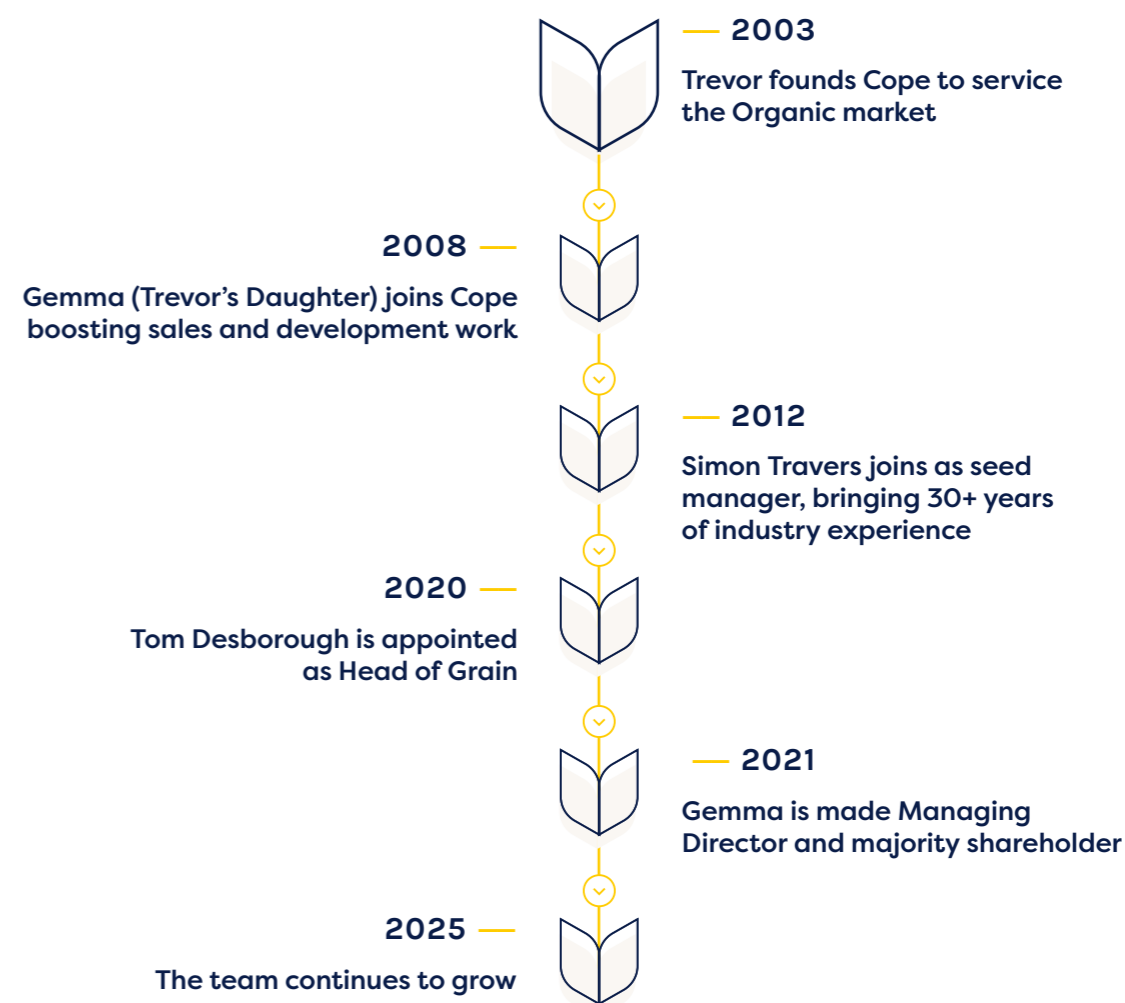 2003
Trevor founds Cope to service
the Organic market
2008
Gemma (Trevor’s Daughter) joins Cope
boosting sales and development work
2012
Simon Travers joins as seed
manager, bringing 30+ years
of industry experience
2020
Tom Desborough is appointed
as Head of Grain
2021
Gemma is made Managing
Director and majority shareholder
2025
The team continues to grow